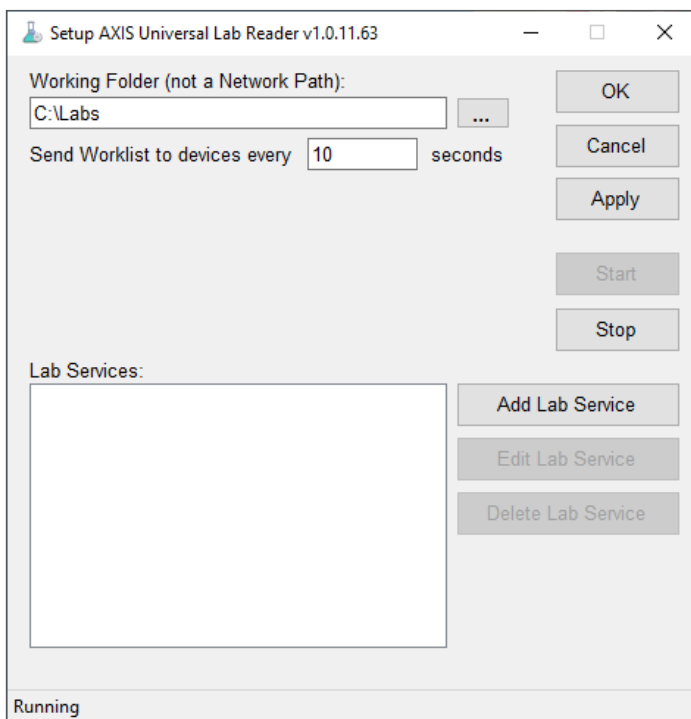 Setup AXIS Universal Lab Reader v1.0.11.63
Working Folder (not a Network Path):
C:\Labs
...
OK
Send Worklist to devices every 10 seconds
Cancel
Apply
Start
Stop
Lab Services:
Add Lab Service
Edit Lab Service
Delete Lab Service
Running